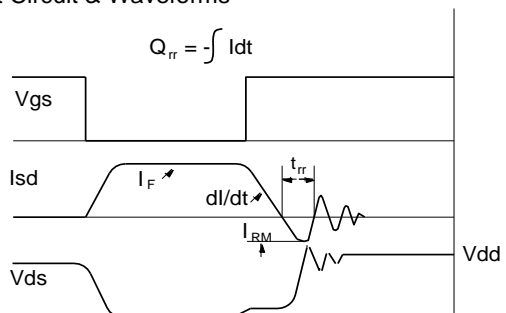 Circuit & Waveforms
Qrr = -∫ Idt
Vgs
Isd
IF
dI/dt
trr
IRM
Vdd
Vds